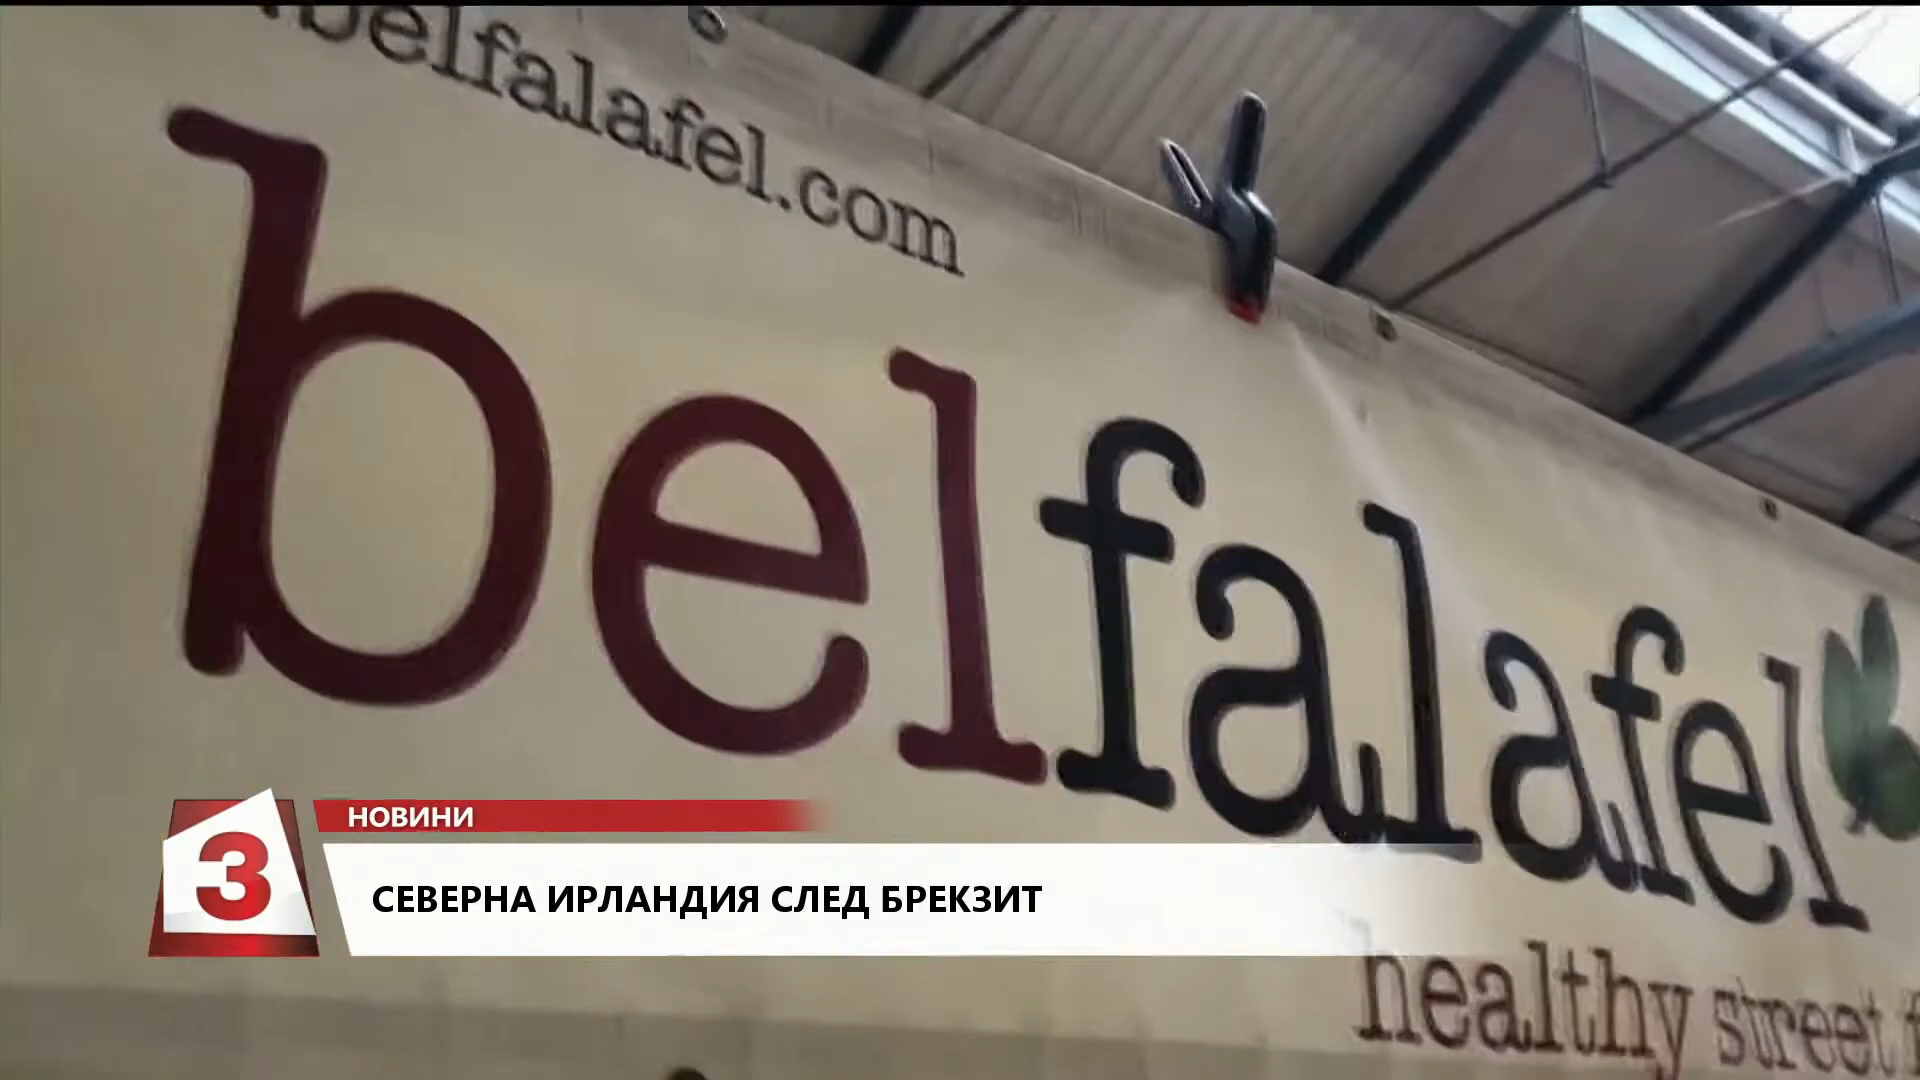 belfalafel.com
belfalafel
healthy street
3
НОВИНИ
СЕВЕРНА ИРЛАНДИЯ СЛЕД БРЕКЗИТ